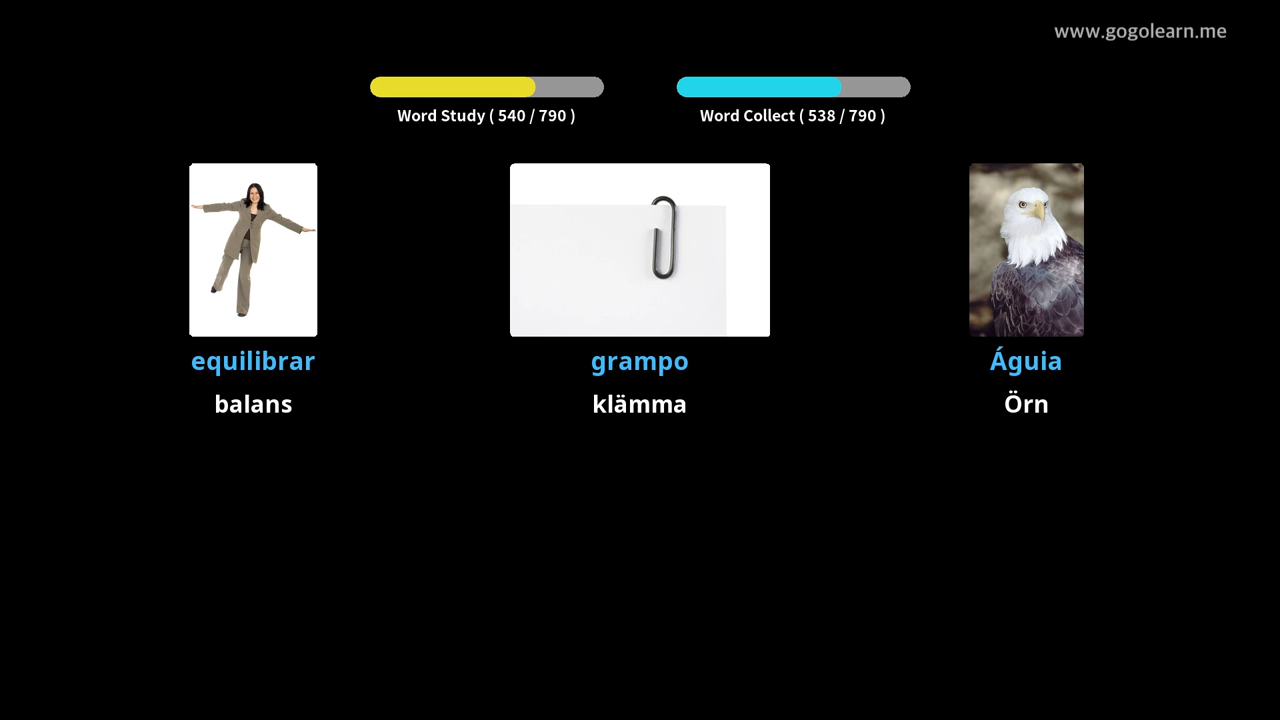 www.gogolearn.me
Word Study ( 540 / 790 )
Word Collect ( 538 / 790 )
equilibrar
grampo
Águia
balans
klämma
Örn